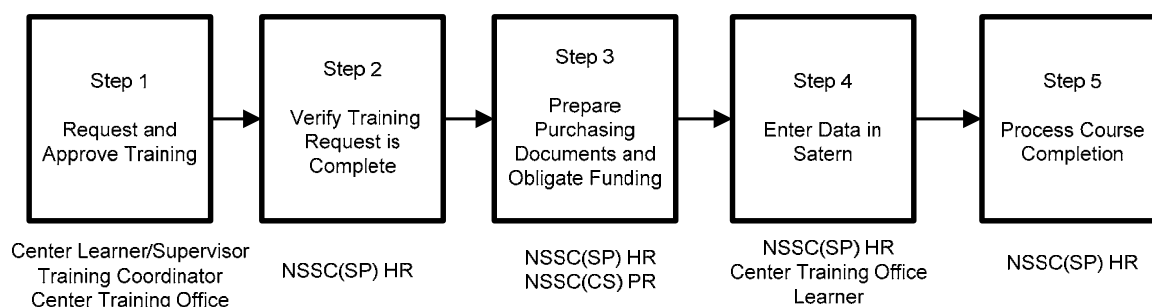 Step 1
Request and
Approve Training
Step 2
Verify Training
Request is
Complete
Step 3
Prepare
Purchasing
Documents and
Obligate Funding
Step 4
Enter Data in
Satern
Step 5
Process Course
Completion
Center Learner/Supervisor
Training Coordinator
Center Training Office
NSSC(SP) HR
NSSC(SP) HR
NSSC(CS) PR
NSSC(SP) HR
Center Training Office
Learner
NSSC(SP) HR